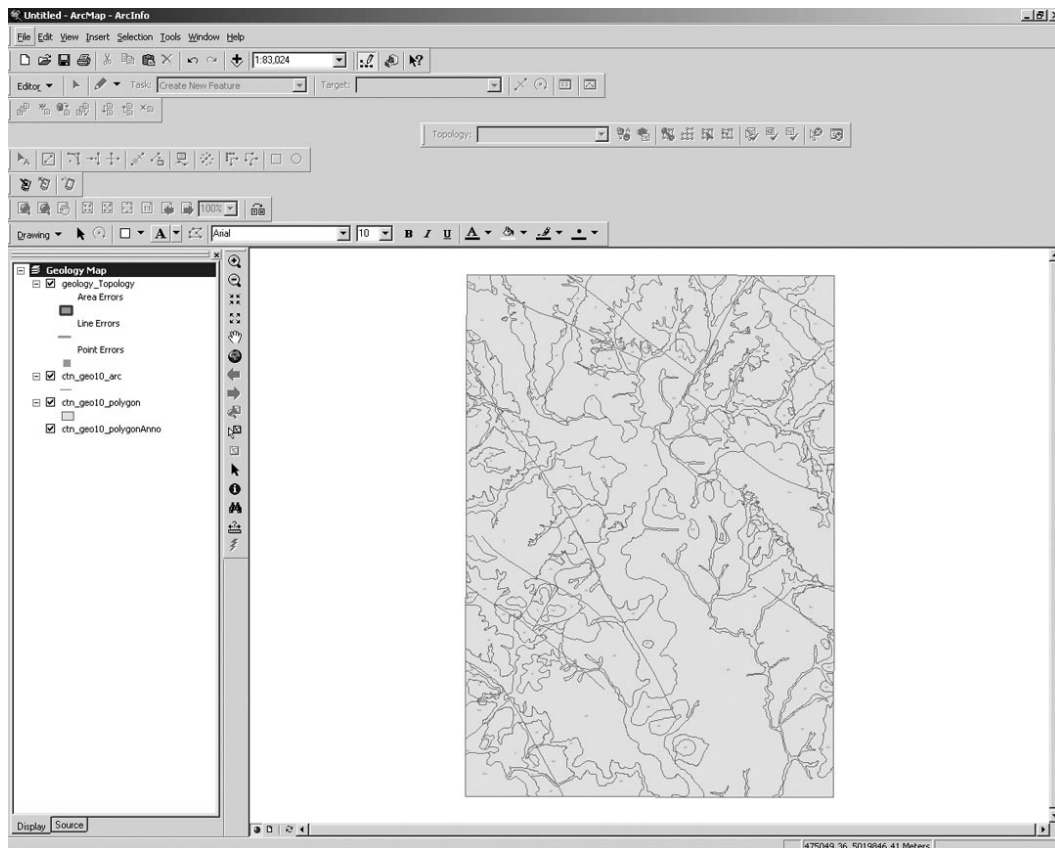 Untitled - ArcMap - ArcInfo
File Edit View Insert Selection Tools Window Help
1:83,024
Editor Task: Create New Feature Target:
Topology:
100%
Drawing A Arial 10 B I U A
Geology Map
geology_Topology
Area Errors
Line Errors
Point Errors
ctn_geo10_arc
ctn_geo10_polygon
ctn_geo10_polygonAnno
Display Source
475049.36 5019846.41 Meters